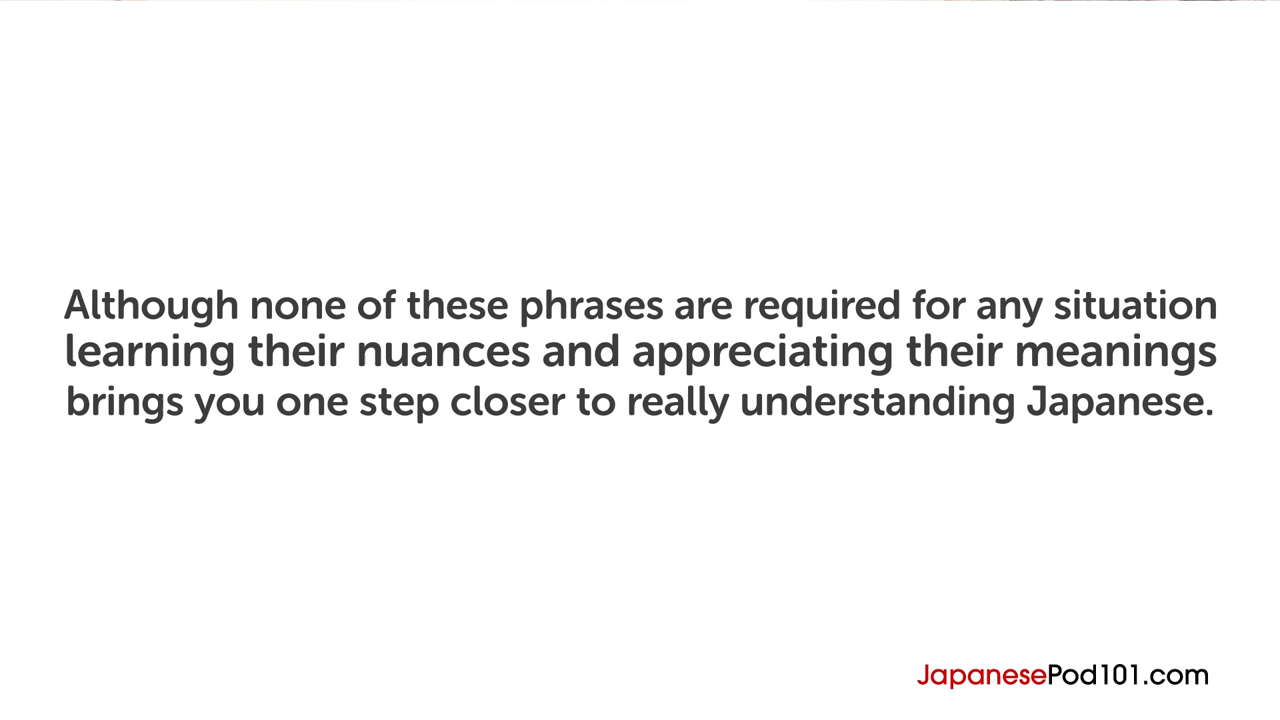 Although none of these phrases are required for any situation
learning their nuances and appreciating their meanings
brings you one step closer to really understanding Japanese.
JapanesePod101.com